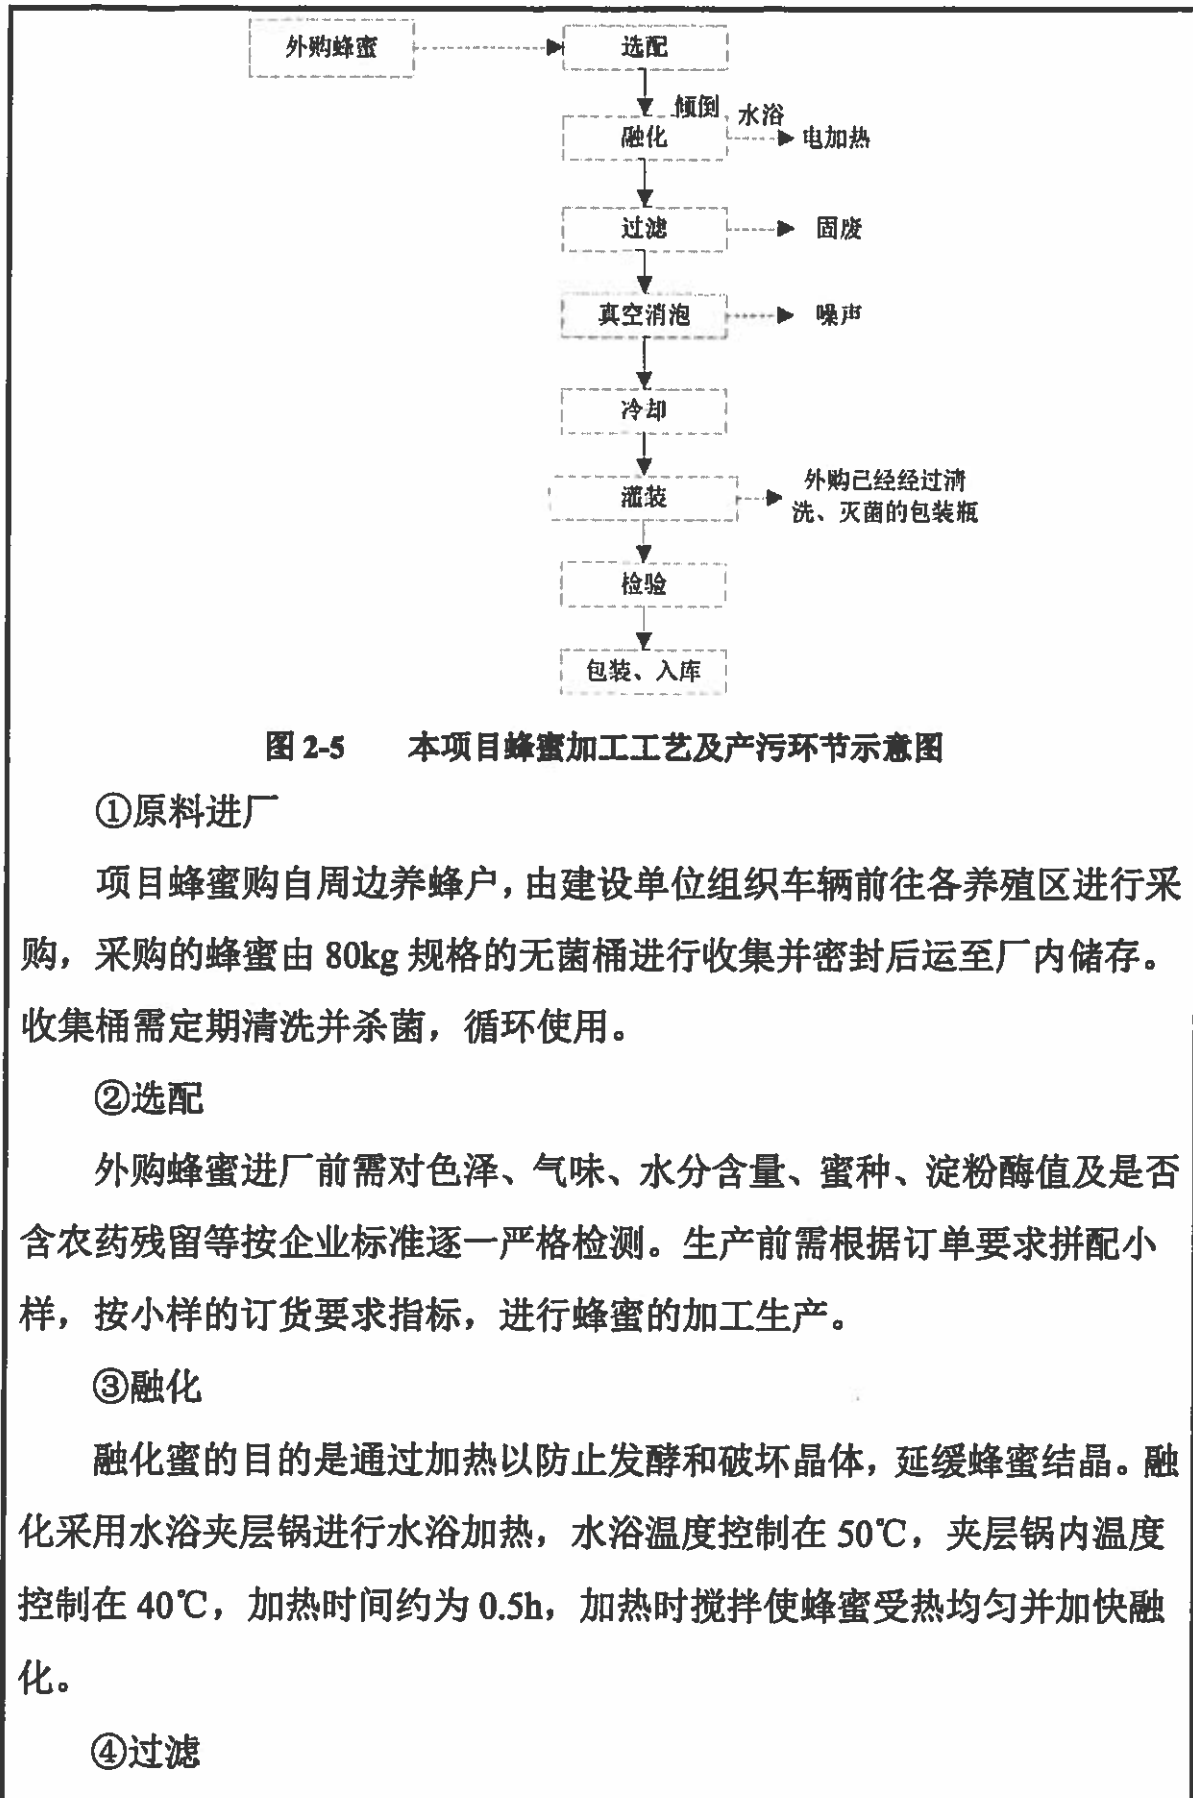 外购蜂蜜
选配
倾倒
水浴
融化
电加热
过滤
固废
真空消泡
噪声
冷却
灌装
外购已经经过清
洗、灭菌的包装瓶
检验
包装、入库
图 2-5 本项目蜂蜜加工工艺及产污环节示意图
①原料进厂
项目蜂蜜购自周边养蜂户，由建设单位组织车辆前往各养殖区进行采
购，采购的蜂蜜由 80kg 规格的无菌桶进行收集并密封后运至厂内储存。
收集桶需定期清洗并杀菌，循环使用。
②选配
外购蜂蜜进厂前需对色泽、气味、水分含量、蜜种、淀粉酶值及是否
含农药残留等按企业标准逐一严格检测。生产前需根据订单要求拼配小
样，按小样的订货要求指标，进行蜂蜜的加工生产。
③融化
融化蜜的目的是通过加热以防止发酵和破坏晶体，延缓蜂蜜结晶。融
化采用水浴夹层锅进行水浴加热，水浴温度控制在 50℃，夹层锅内温度
控制在 40℃，加热时间约为 0.5h，加热时搅拌使蜂蜜受热均匀并加快融
化。
④过滤